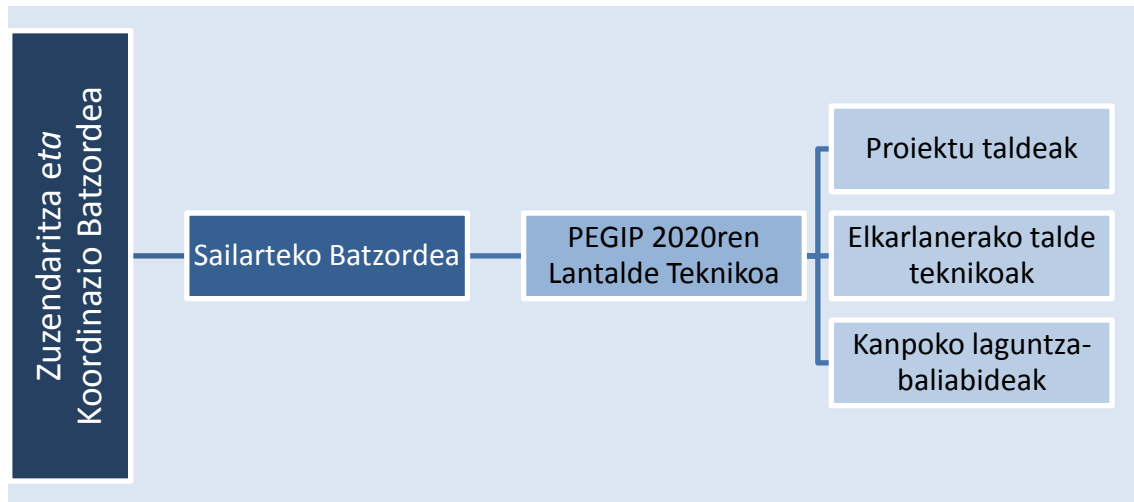 Zuzendaritza eta
Koordinazio Batzordea
Sailarteko Batzordea
PEGIP 2020ren
Lantalde Teknikoa
Proiektu taldeak
Elkarlanerako talde
teknikoak
Kanpoko laguntza-
baliabideak